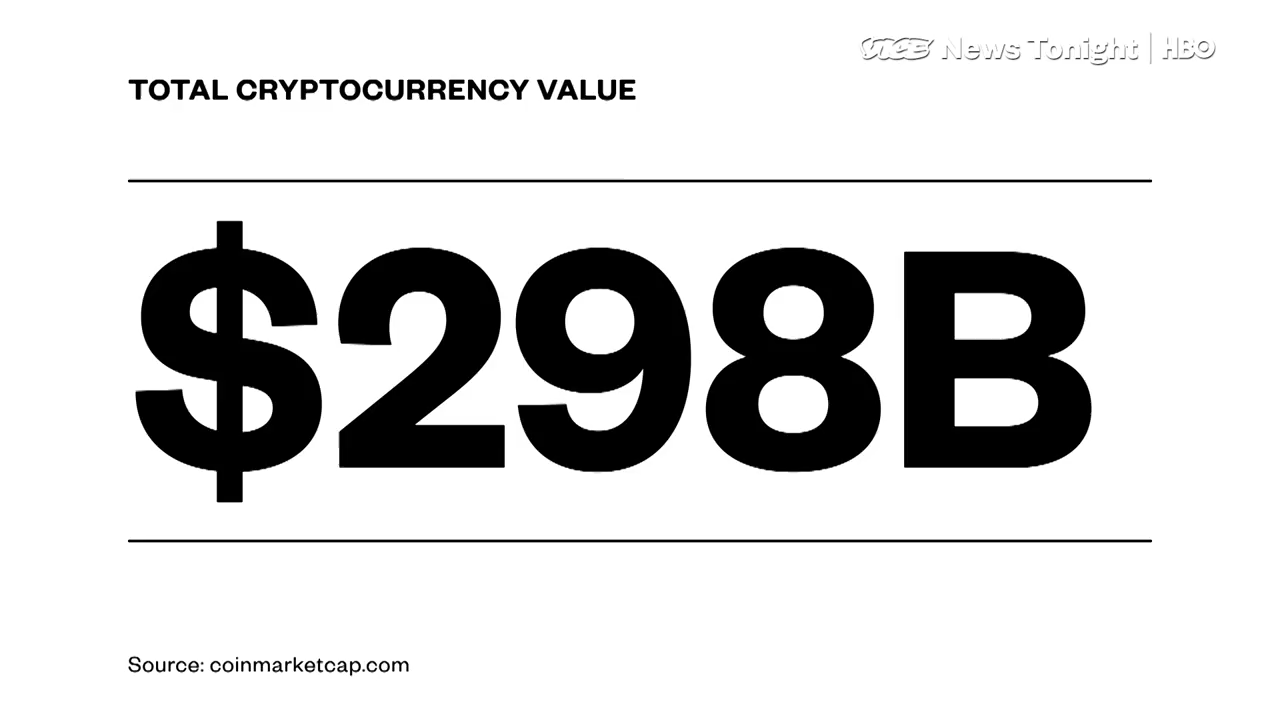 VICE News Tonight | HBO
TOTAL CRYPTOCURRENCY VALUE
$298B
Source: coinmarketcap.com